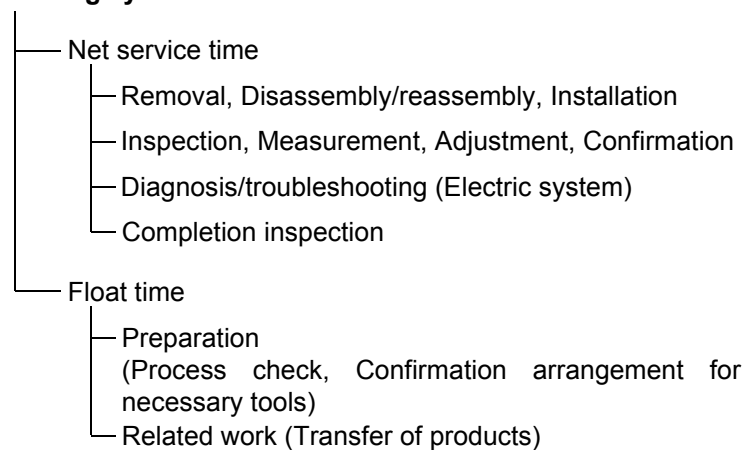 Net service time
Removal, Disassembly/reassembly, Installation
Inspection, Measurement, Adjustment, Confirmation
Diagnosis/troubleshooting (Electric system)
Completion inspection
Float time
Preparation
(Process check, Confirmation arrangement for
necessary tools)
Related work (Transfer of products)